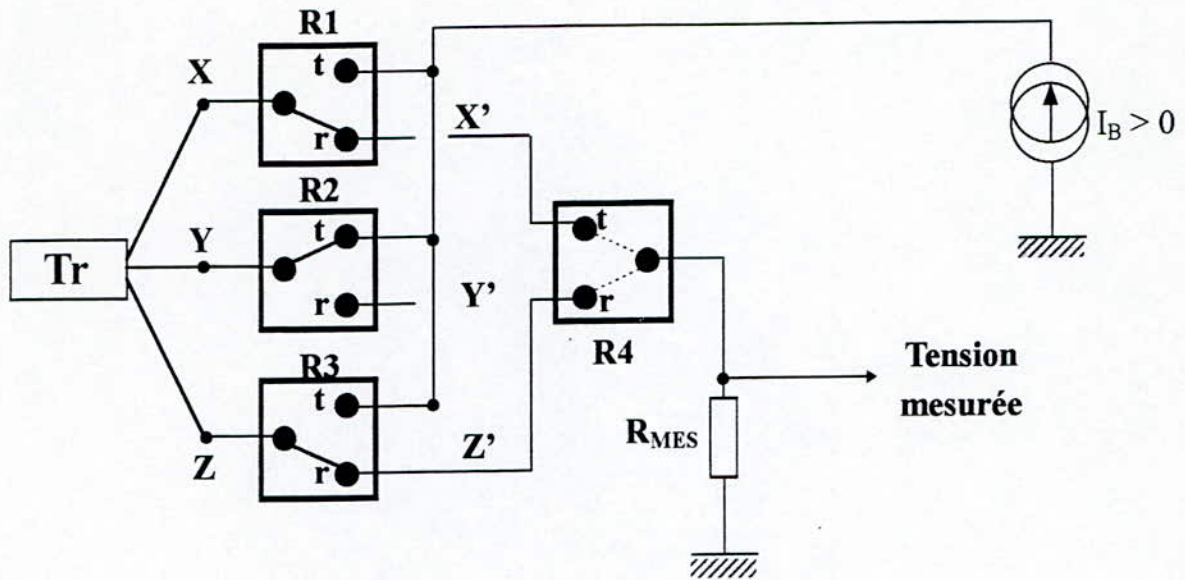 R1
t
X
r
X'
I_B > 0
R2
t
Y
Tr
r
Y'
t
r
R4
R3
t
Z
r
Z'
Tension
mesurée
R_MES